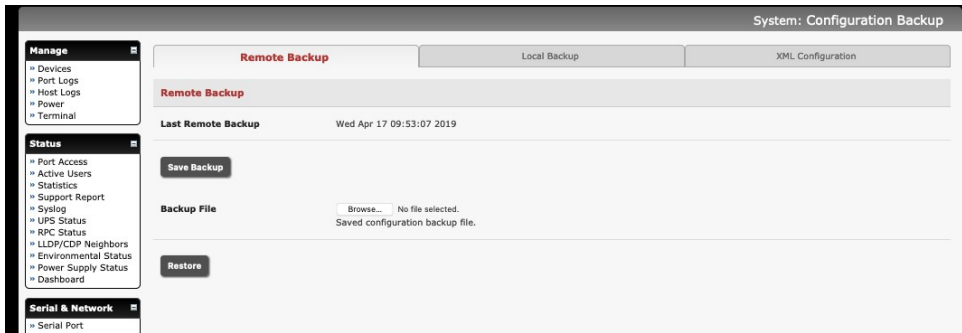 System: Configuration Backup
Manage
» Devices
» Port Logs
» Host Logs
» Power
» Terminal
Status
» Port Access
» Active Users
» Statistics
» Support Report
» Syslog
» UPS Status
» RPC Status
» LLDP/CDP Neighbors
» Environmental Status
» Power Supply Status
» Dashboard
Serial & Network
» Serial Port
Remote Backup
Local Backup
XML Configuration
Remote Backup
Last Remote Backup Wed Apr 17 09:53:07 2019
Save Backup
Backup File Browse... No file selected.
Saved configuration backup file.
Restore